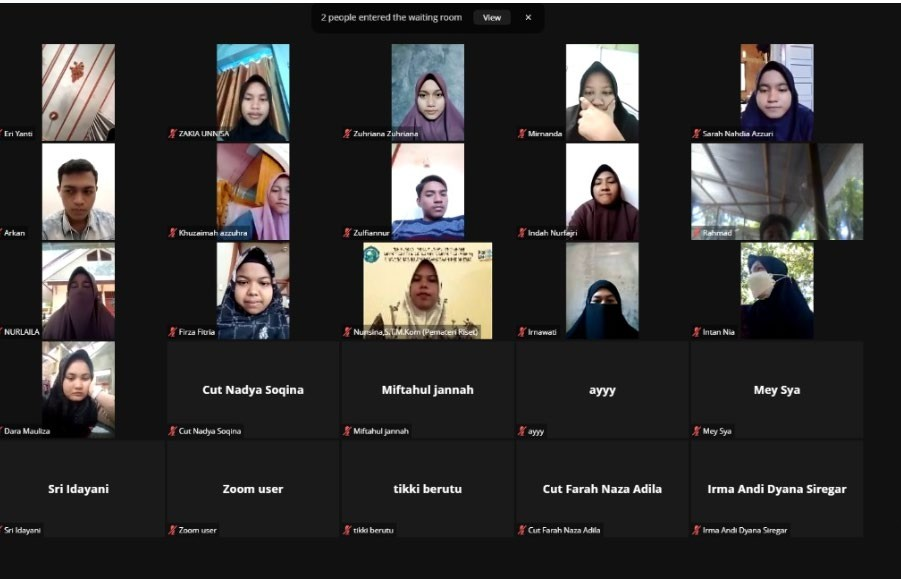 2 people entered the waiting room View
Eri Yanti
ZAKIA UNNISA
Zuhriana Zuhriana
Mirnanda
Sarah Nahdia Azzuri
Arkan
Khuzaimah azzuhra
Zulfiannur
Indah Nurfajri
Rahmad
NURLAILA
Firza Fitria
Nursina,S.T,M.Kom (Pemateri Riset)
Irnawati
Intan Nia
Dara Mauliza
Cut Nadya Soqina
Cut Nadya Soqina
Miftahul jannah
Miftahul jannah
ayyy
ayyy
Mey Sya
Mey Sya
Sri Idayani
Sri Idayani
Zoom user
Zoom user
tikki berutu
tikki berutu
Cut Farah Naza Adila
Cut Farah Naza Adila
Irma Andi Dyana Siregar
Irma Andi Dyana Siregar